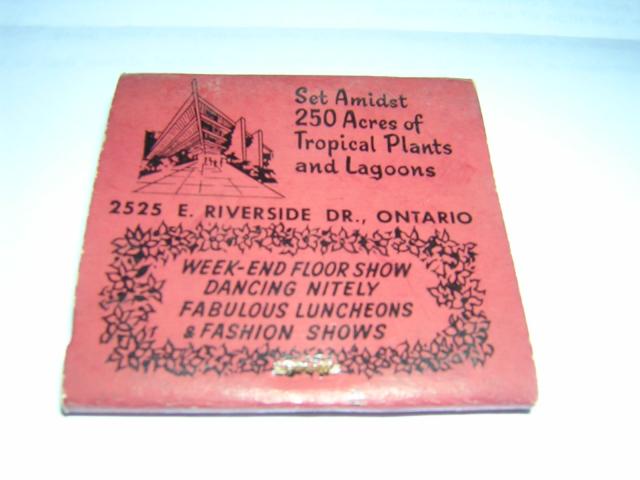 Set Amidst
250 Acres of
Tropical Plants
and Lagoons
2525 E. RIVERSIDE DR., ONTARIO
WEEK-END FLOOR SHOW
DANCING NITELY
FABULOUS LUNCHEONS
& FASHION SHOWS